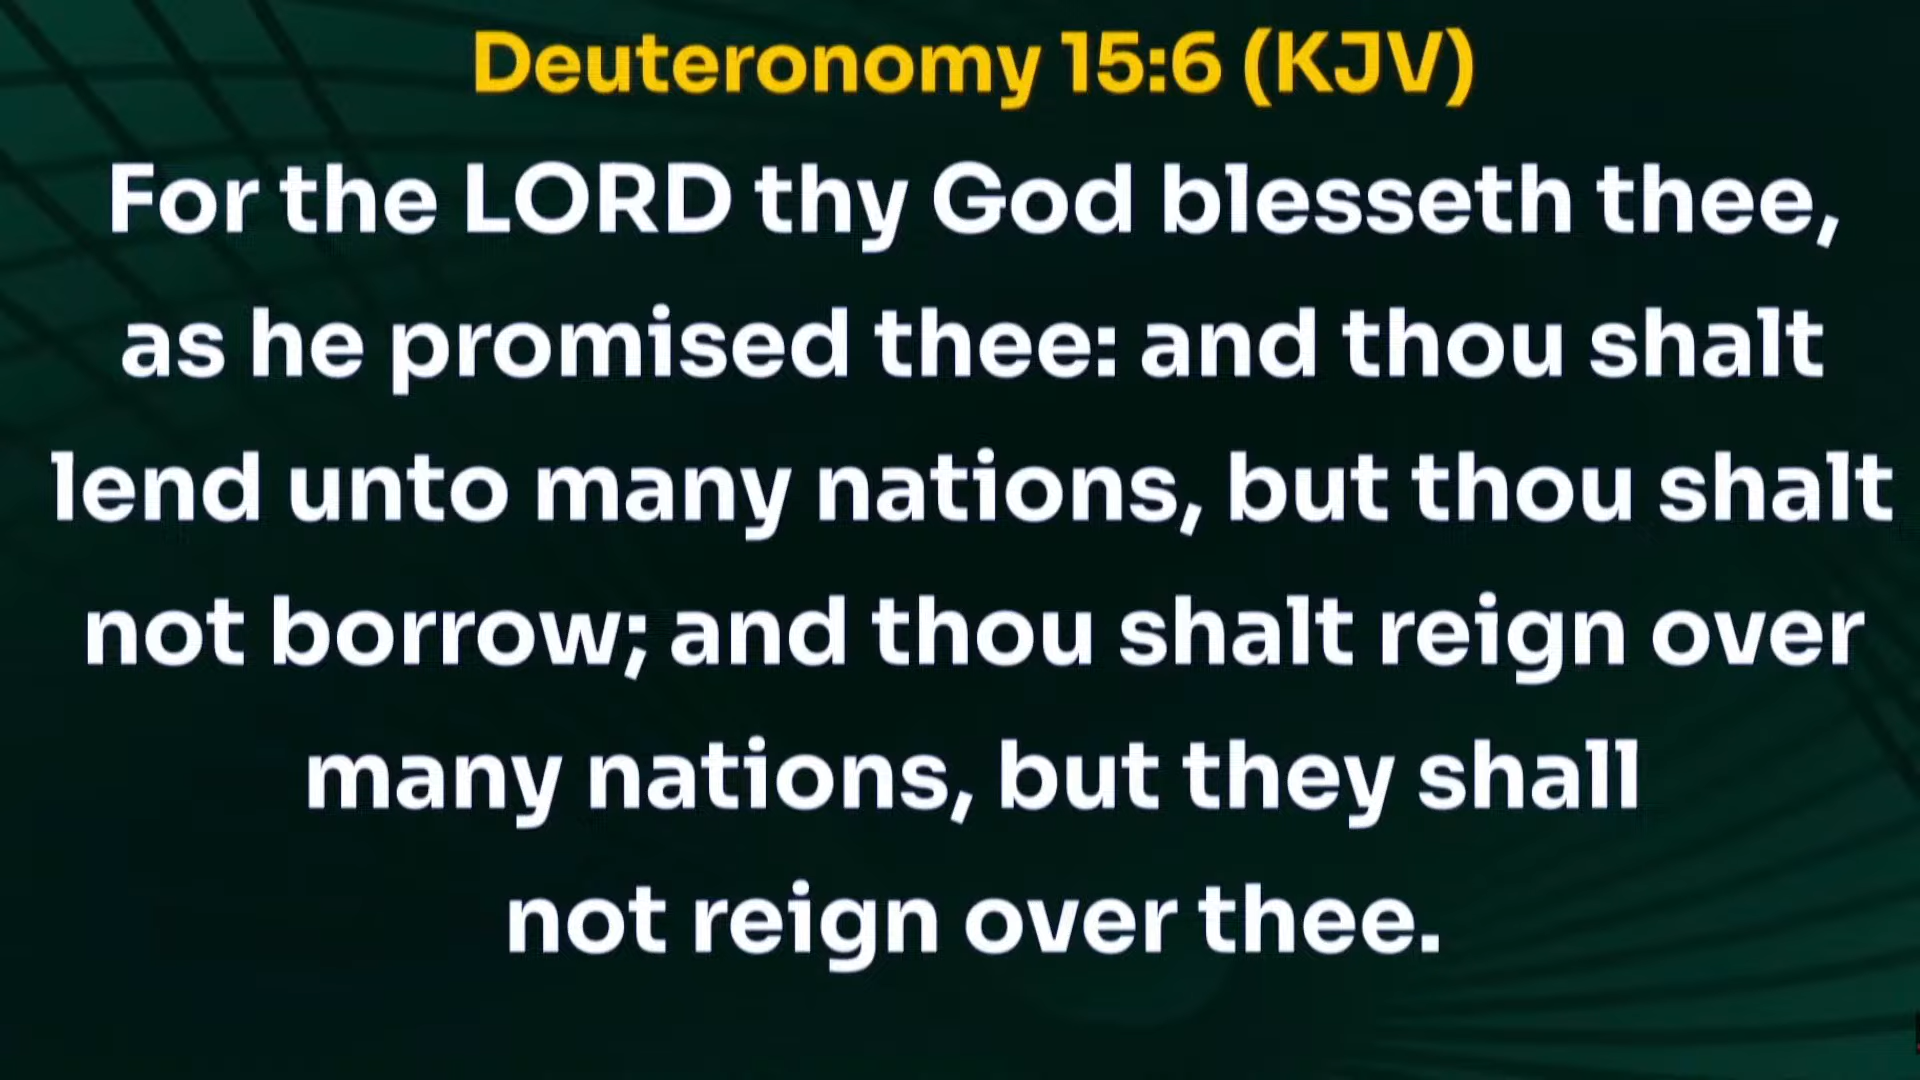 Deuteronomy 15:6 (KJV)
For the LORD thy God blesseth thee,
as he promised thee: and thou shalt
lend unto many nations, but thou shalt
not borrow; and thou shalt reign over
many nations, but they shall
not reign over thee.